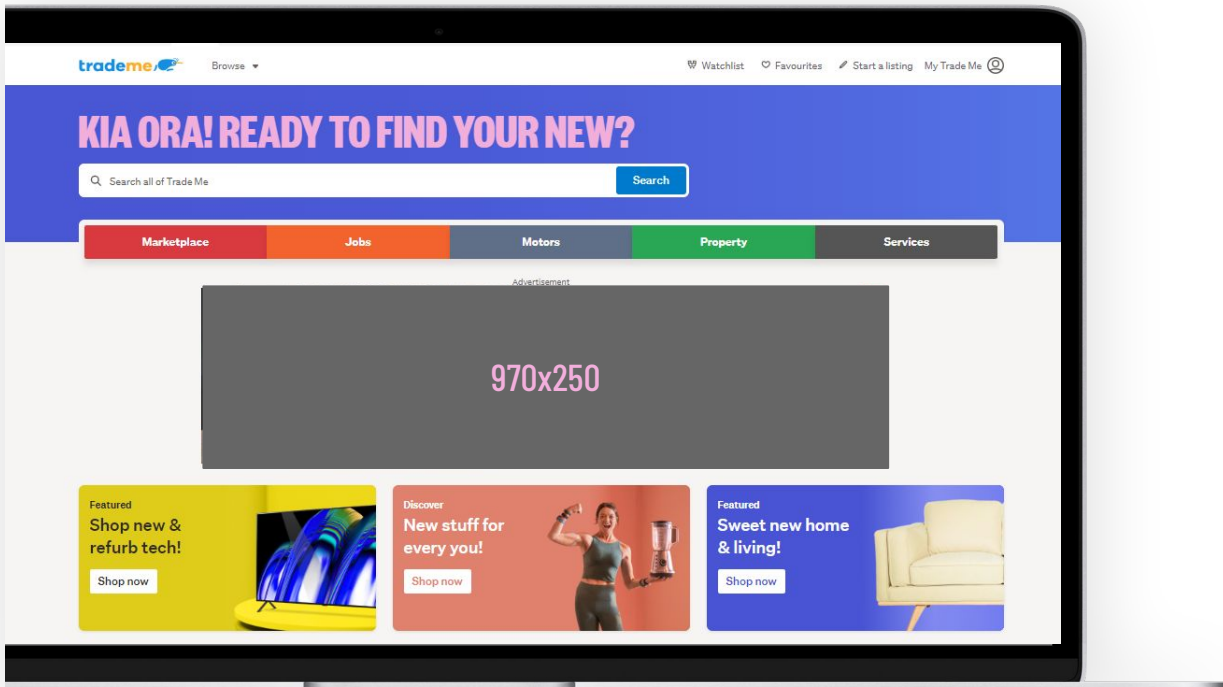 trademe
Browse
Watchlist Favourites Start a listing My Trade Me
KIA ORA! READY TO FIND YOUR NEW?
Search all of Trade Me
Search
Marketplace Jobs Motors Property Services
Advertisement
970x250
Featured
Shop new &
refurb tech!
Shop now
Discover
New stuff for
every you!
Shop now
Featured
Sweet new home
& living!
Shop now